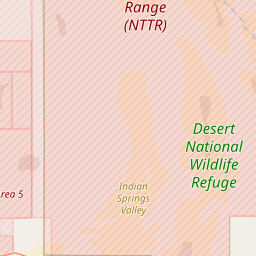 Range
(NTTR)
Desert
National
Wildlife
Refuge
rea 5
Indian
Springs
Valley